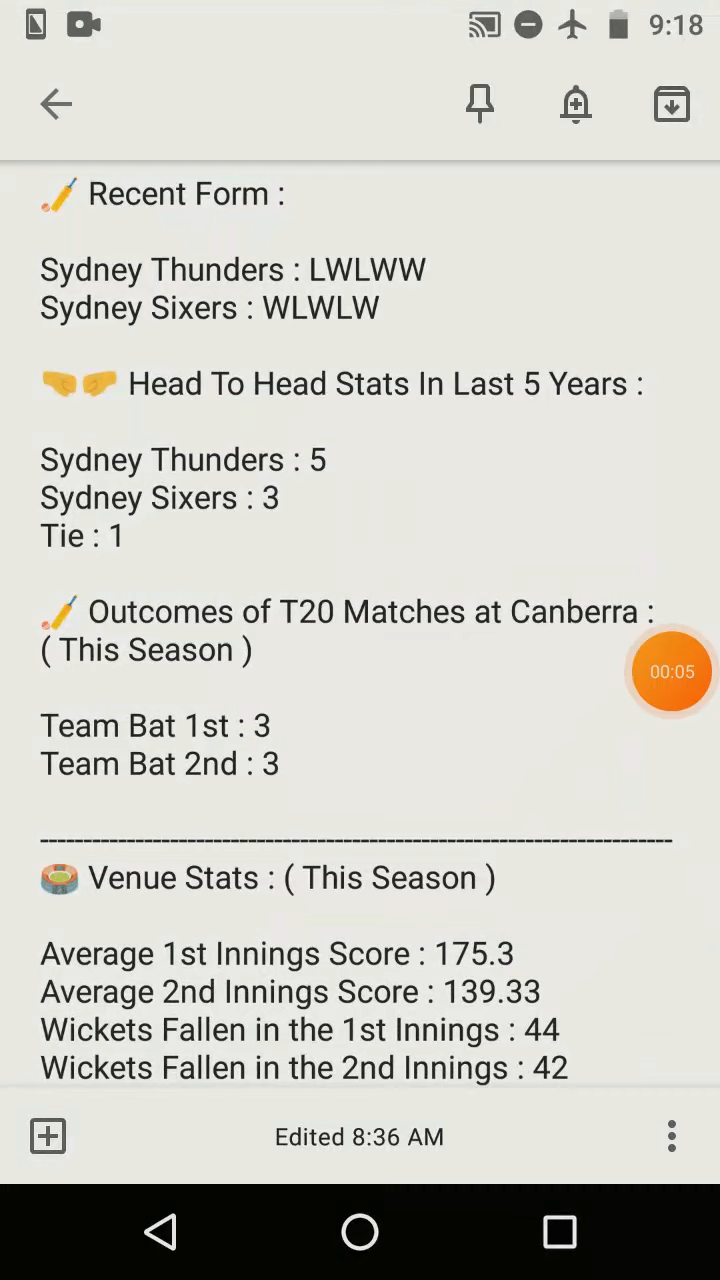 9:18
Recent Form :
Sydney Thunders : LWLWW
Sydney Sixers : WLWLW
Head To Head Stats In Last 5 Years :
Sydney Thunders : 5
Sydney Sixers : 3
Tie : 1
Outcomes of T20 Matches at Canberra :
( This Season )
00:05
Team Bat 1st : 3
Team Bat 2nd : 3
----------------------------------------------------------------------
Venue Stats : ( This Season )
Average 1st Innings Score : 175.3
Average 2nd Innings Score : 139.33
Wickets Fallen in the 1st Innings : 44
Wickets Fallen in the 2nd Innings : 42
Edited 8:36 AM